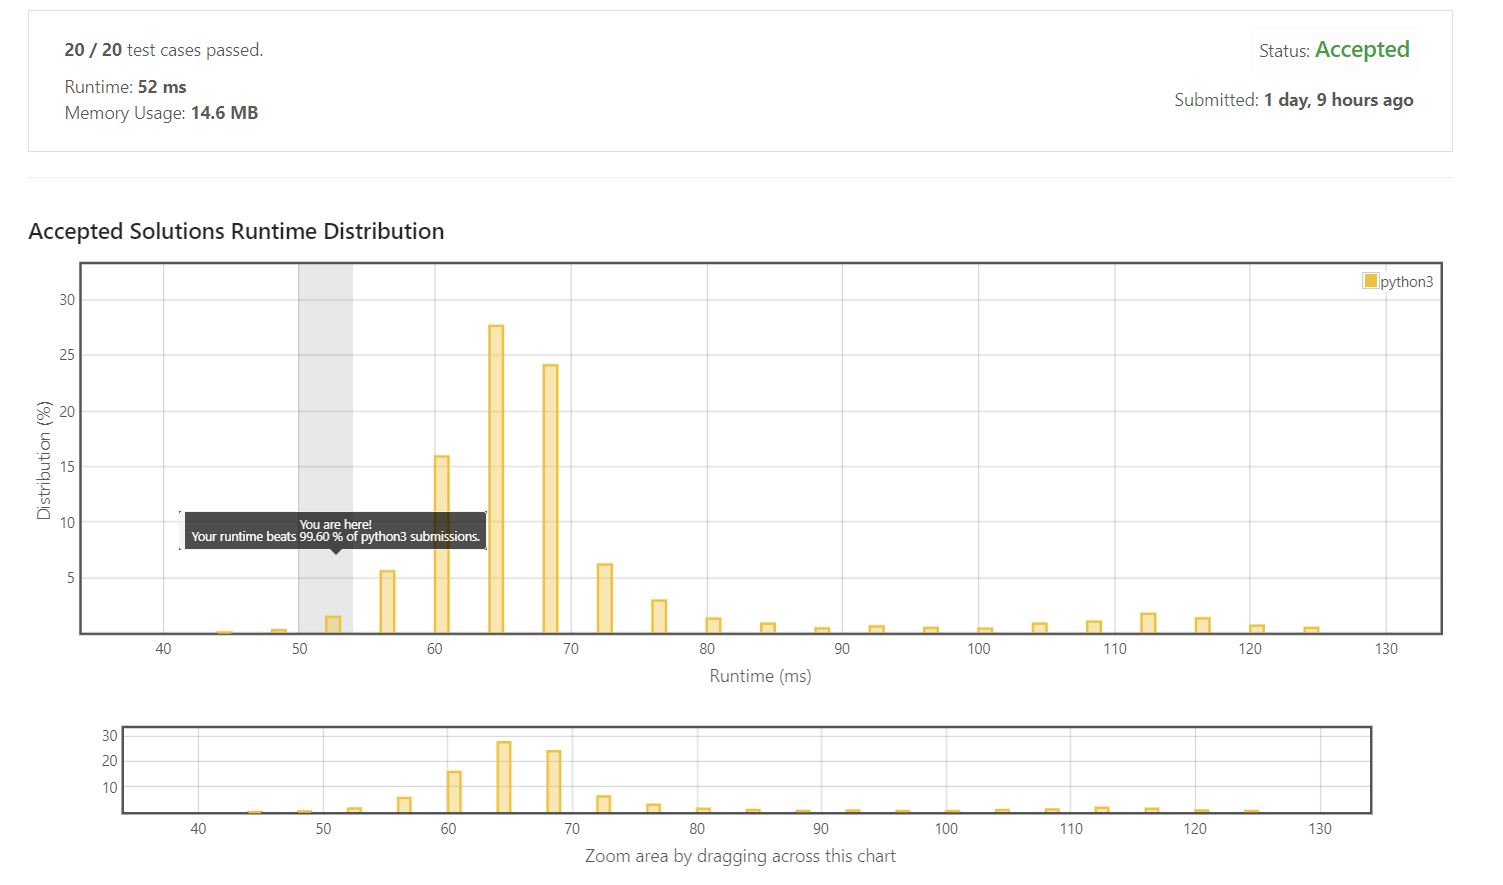 20 / 20 test cases passed.
Status: Accepted
Runtime: 52 ms
Memory Usage: 14.6 MB
Submitted: 1 day, 9 hours ago
Accepted Solutions Runtime Distribution
python3
30
25
20
15
10
5
Distribution (%)
You are here!
Your runtime beats 99.60 % of python3 submissions.
40 50 60 70 80 90 100 110 120 130
Runtime (ms)
30
20
10
40 50 60 70 80 90 100 110 120 130
Zoom area by dragging across this chart